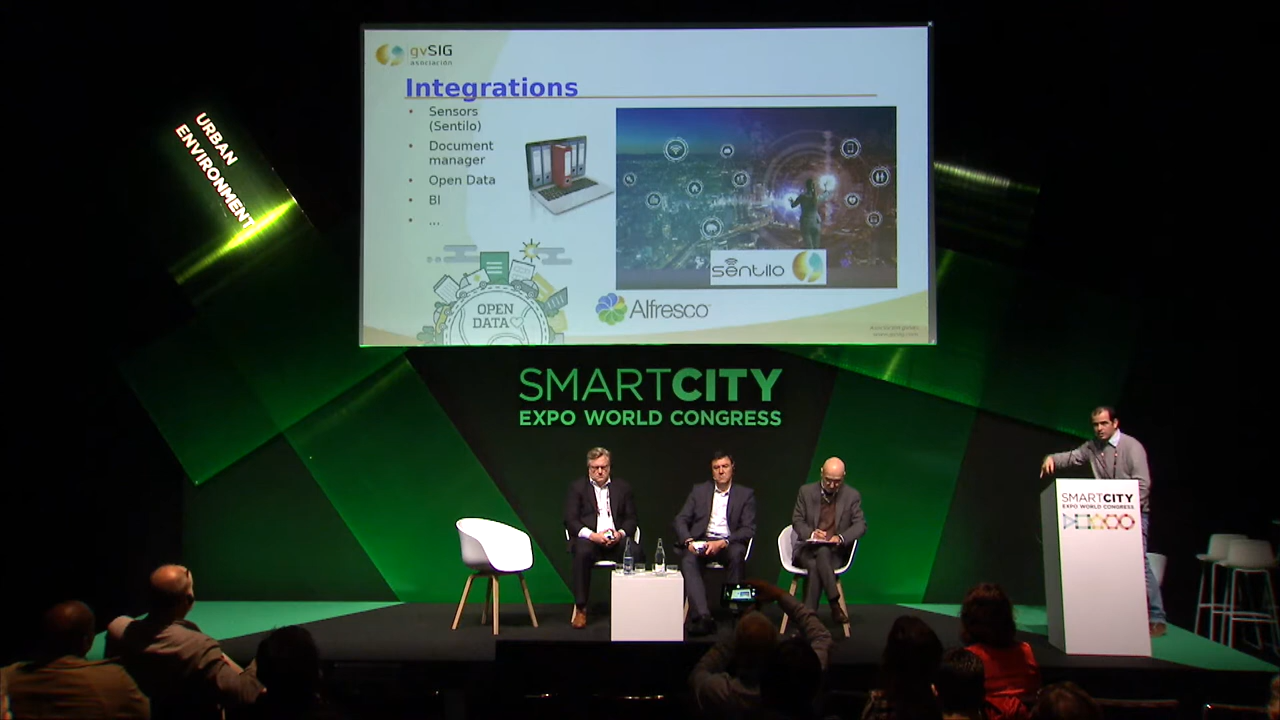 gvSIG
asociación
Integrations
• Sensors
(Sentilo)
• Document
manager
• Open Data
• BI
• ...
OPEN
DATA
sentilo
Alfresco
URBAN
ENVIRONMENT
SMARTCITY
EXPO WORLD CONGRESS
SMARTCITY
EXPO WORLD CONGRESS